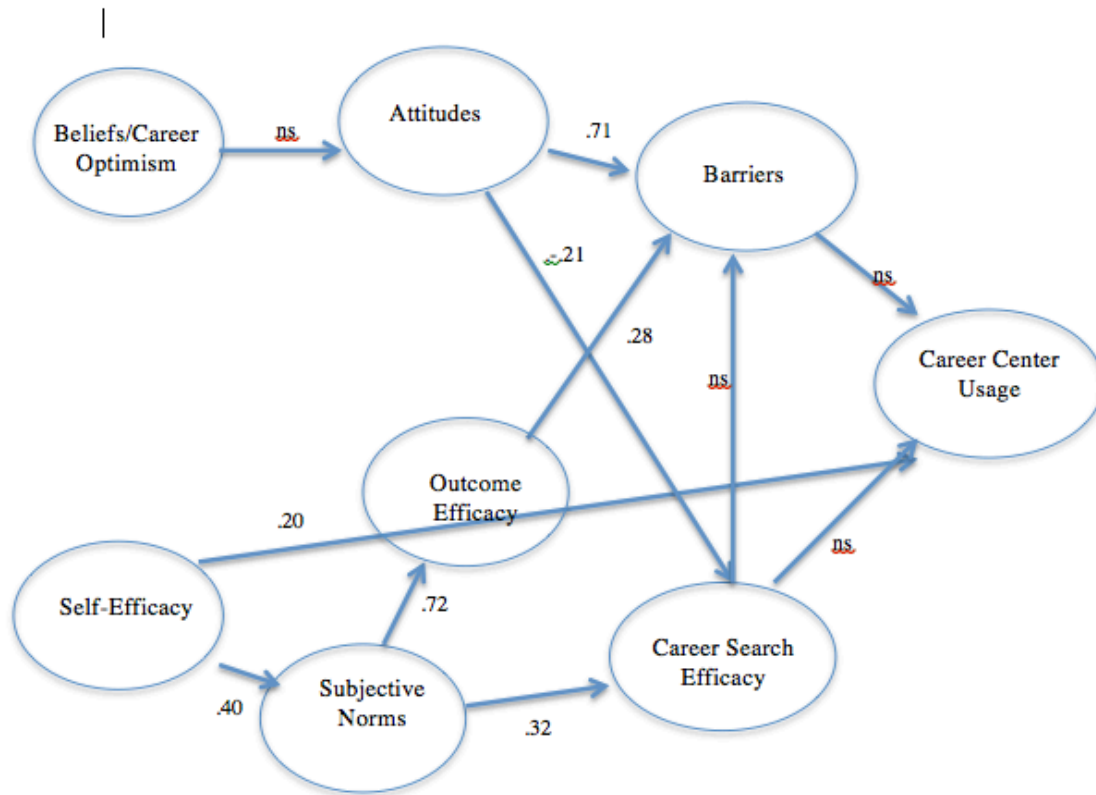 Beliefs/Career
Optimism
ns
Attitudes
.71
Barriers
.-.21
.28
ns
ns
Career Center
Usage
Outcome
Efficacy
.20
ns
Self-Efficacy
.72
Career Search
Efficacy
.40
Subjective
Norms
.32